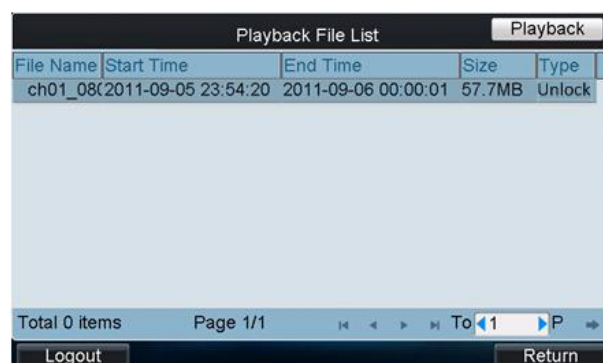 Playback File List Playback
File Name Start Time End Time Size Type
ch01_080 2011-09-05 23:54:20 2011-09-06 00:00:01 57.7MB Unlock
Total 0 items Page 1/1 To 1 P
Logout Return